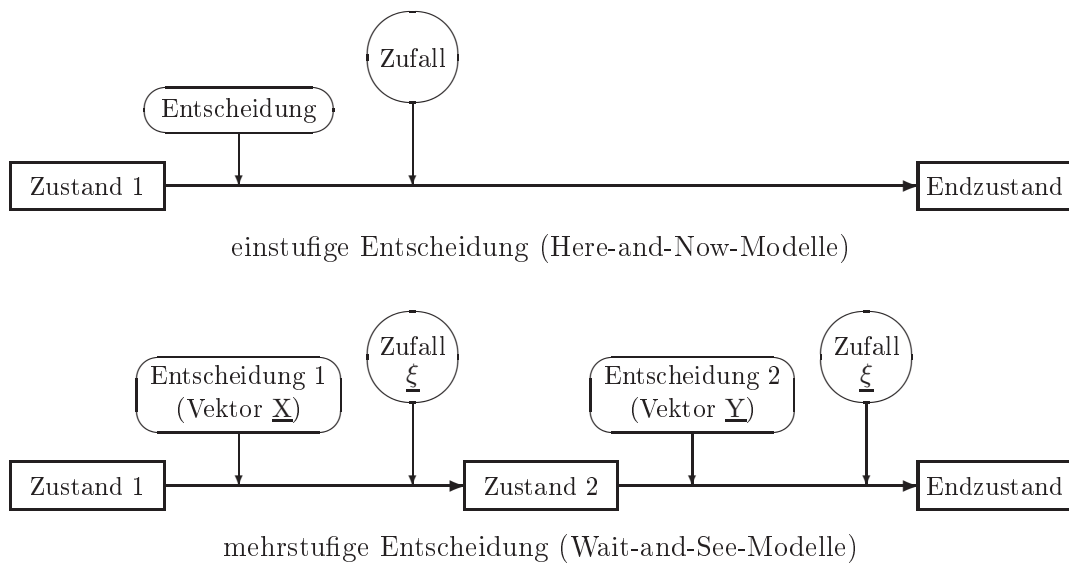 Zufall
Entscheidung
Zustand 1
Endzustand
einstufige Entscheidung (Here-and-Now-Modelle)
Entscheidung 1
(Vektor X)
Zufall
ξ
Entscheidung 2
(Vektor Y)
Zufall
ξ
Zustand 1
Zustand 2
Endzustand
mehrstufige Entscheidung (Wait-and-See-Modelle)